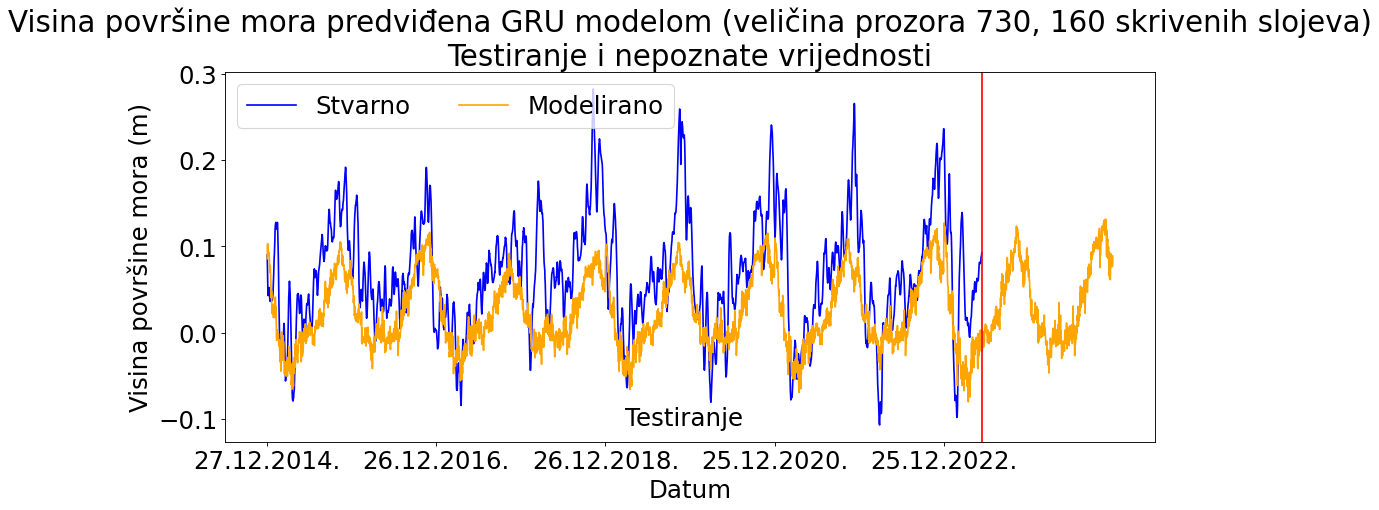 Visina površine mora predviđena GRU modelom (veličina prozora 730, 160 skrivenih slojeva)
Testiranje i nepoznate vrijednosti
Visina površine mora (m)
0.3
0.2
0.1
0.0
−0.1
Stvarno Modelirano
Testiranje
27.12.2014. 26.12.2016. 26.12.2018. 25.12.2020. 25.12.2022.
Datum